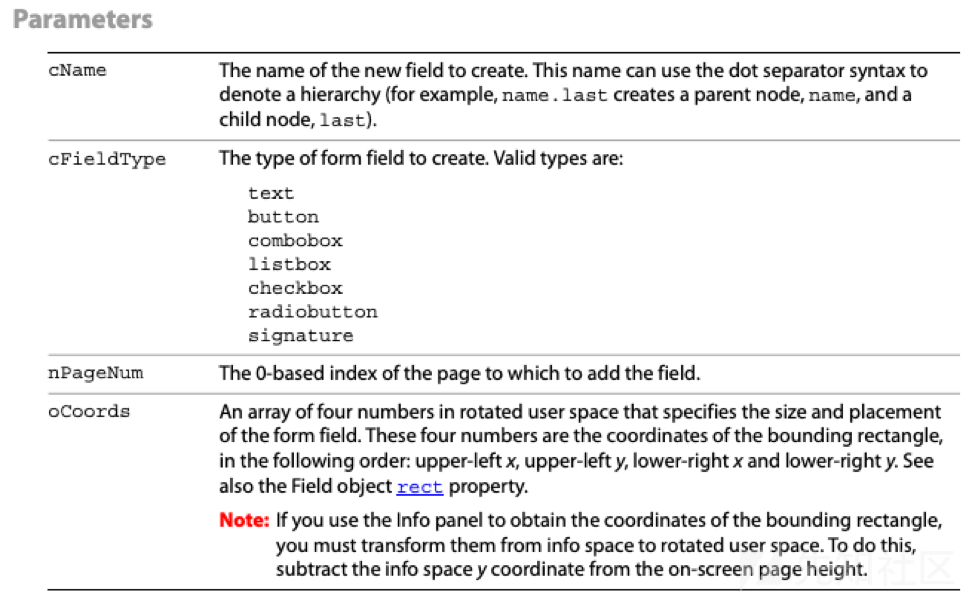 Parameters
cName The name of the new field to create. This name can use the dot separator syntax to
denote a hierarchy (for example, name.last creates a parent node, name, and a
child node, last).
cFieldType The type of form field to create. Valid types are:
text
button
combobox
listbox
checkbox
radiobutton
signature
nPageNum The 0-based index of the page to which to add the field.
oCoords An array of four numbers in rotated user space that specifies the size and placement
of the form field. These four numbers are the coordinates of the bounding rectangle,
in the following order: upper-left x, upper-left y, lower-right x and lower-right y. See
also the Field object rect property.
Note: If you use the Info panel to obtain the coordinates of the bounding rectangle,
you must transform them from info space to rotated user space. To do this,
subtract the info space y coordinate from the on-screen page height.